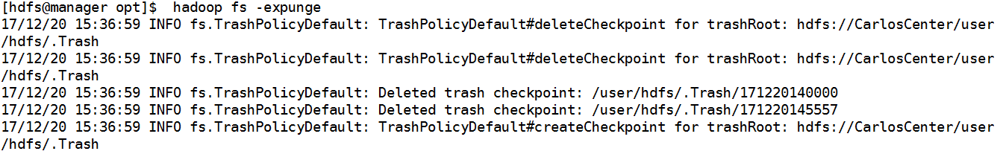 [hdfs@manager opt]$  hadoop fs -expunge
17/12/20 15:36:59 INFO fs.TrashPolicyDefault: TrashPolicyDefault#deleteCheckpoint for trashRoot: hdfs://CarlosCenter/user
/hdfs/.Trash
17/12/20 15:36:59 INFO fs.TrashPolicyDefault: TrashPolicyDefault#deleteCheckpoint for trashRoot: hdfs://CarlosCenter/user
/hdfs/.Trash
17/12/20 15:36:59 INFO fs.TrashPolicyDefault: Deleted trash checkpoint: /user/hdfs/.Trash/171220140000
17/12/20 15:36:59 INFO fs.TrashPolicyDefault: Deleted trash checkpoint: /user/hdfs/.Trash/171220145557
17/12/20 15:36:59 INFO fs.TrashPolicyDefault: TrashPolicyDefault#createCheckpoint for trashRoot: hdfs://CarlosCenter/user
/hdfs/.Trash